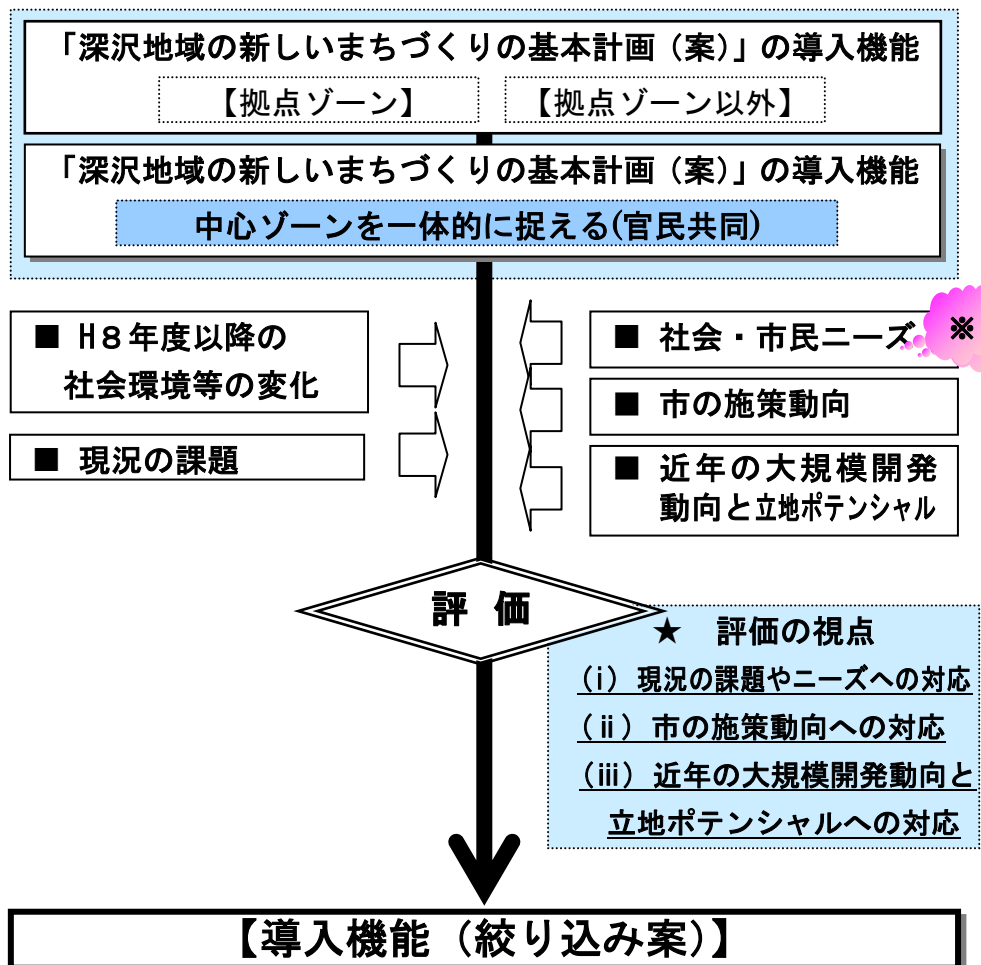 「深沢地域の新しいまちづくりの基本計画（案）」の導入機能
【拠点ゾーン】
【拠点ゾーン以外】
「深沢地域の新しいまちづくりの基本計画（案）」の導入機能
中心ゾーンを一体的に捉える(官民共同)
■ H８年度以降の
社会環境等の変化
■ 現況の課題
■ 社会・市民ニーズ
※
■ 市の施策動向
■ 近年の大規模開発
動向と立地ポテンシャル
評 価
★ 評価の視点
（ⅰ）現況の課題やニーズへの対応
（ⅱ）市の施策動向への対応
（ⅲ）近年の大規模開発動向と
立地ポテンシャルへの対応
【導入機能（絞り込み案）】